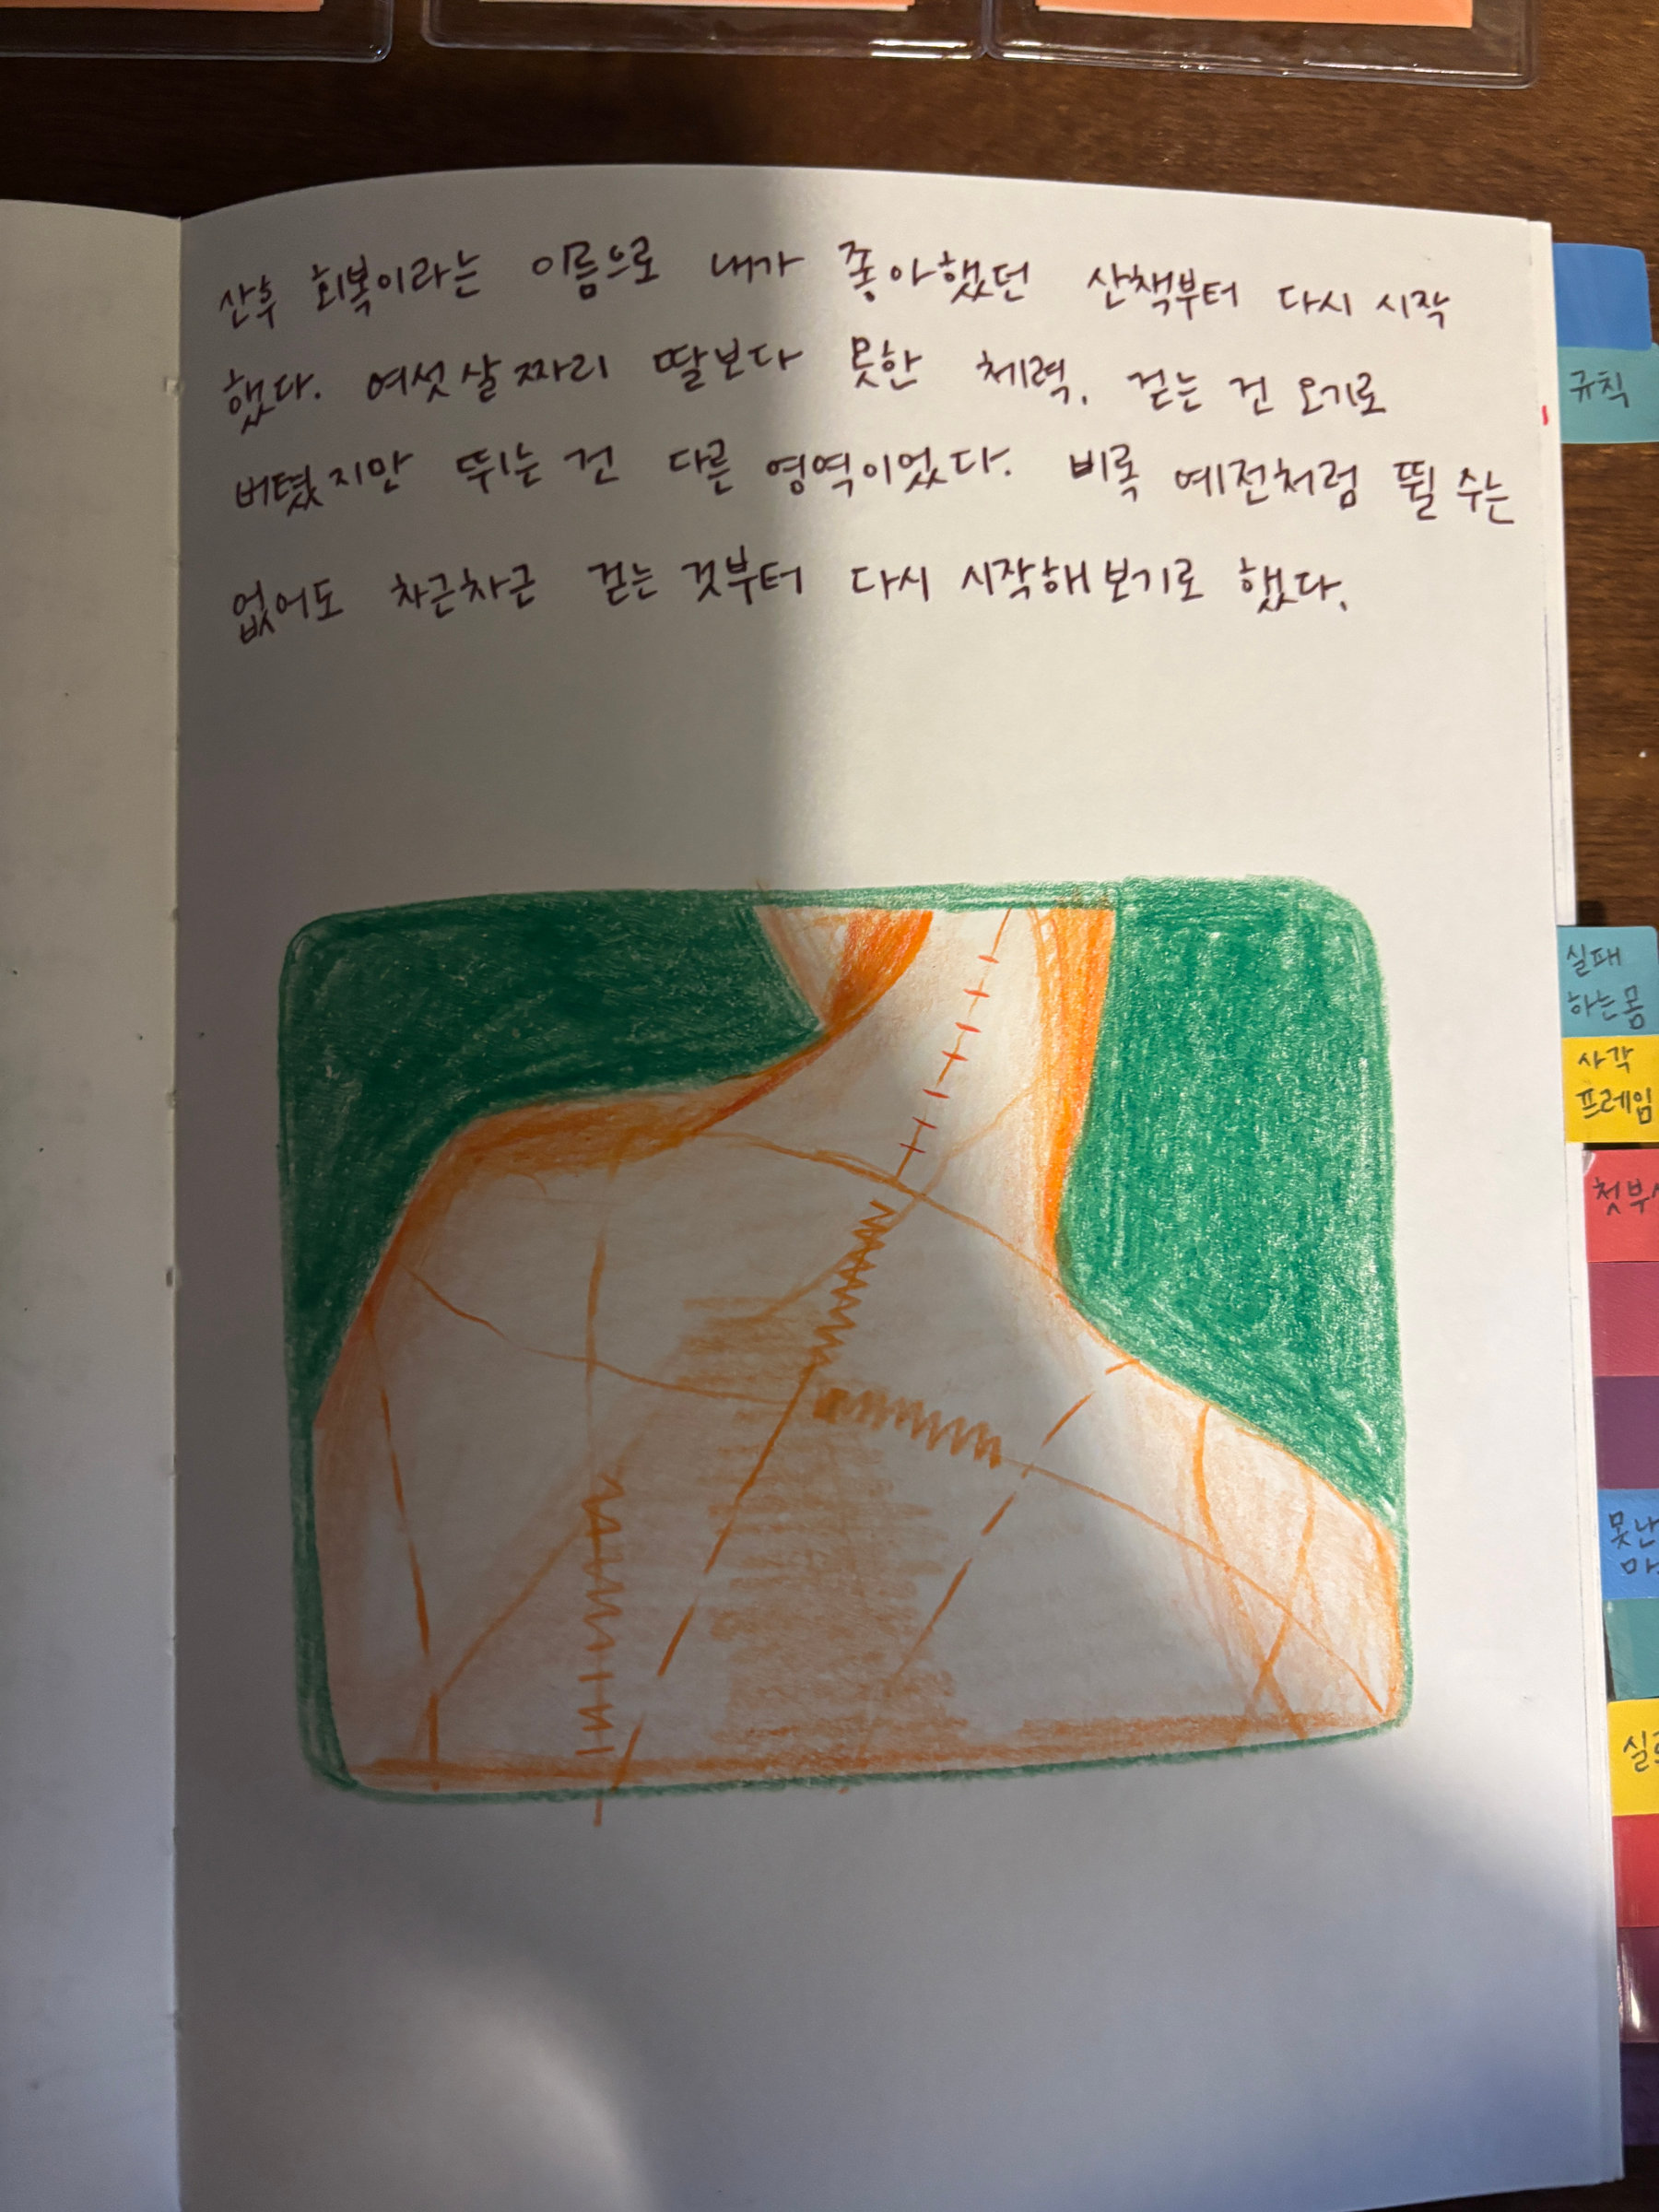 산후 회복이라는 이름으로 내가 좋아했던 산책부터 다시 시작
했다. 여섯살짜리 딸보다 못한 체력. 걷는 건 오기로
버텼지만 뛰는 건 다른 영역이었다. 비록 예전처럼 뛸 수는
없어도 차근차근 걷는 것부터 다시 시작해보기로 했다.
규칙
실패
하는몸
사각
프레임
첫부
못난